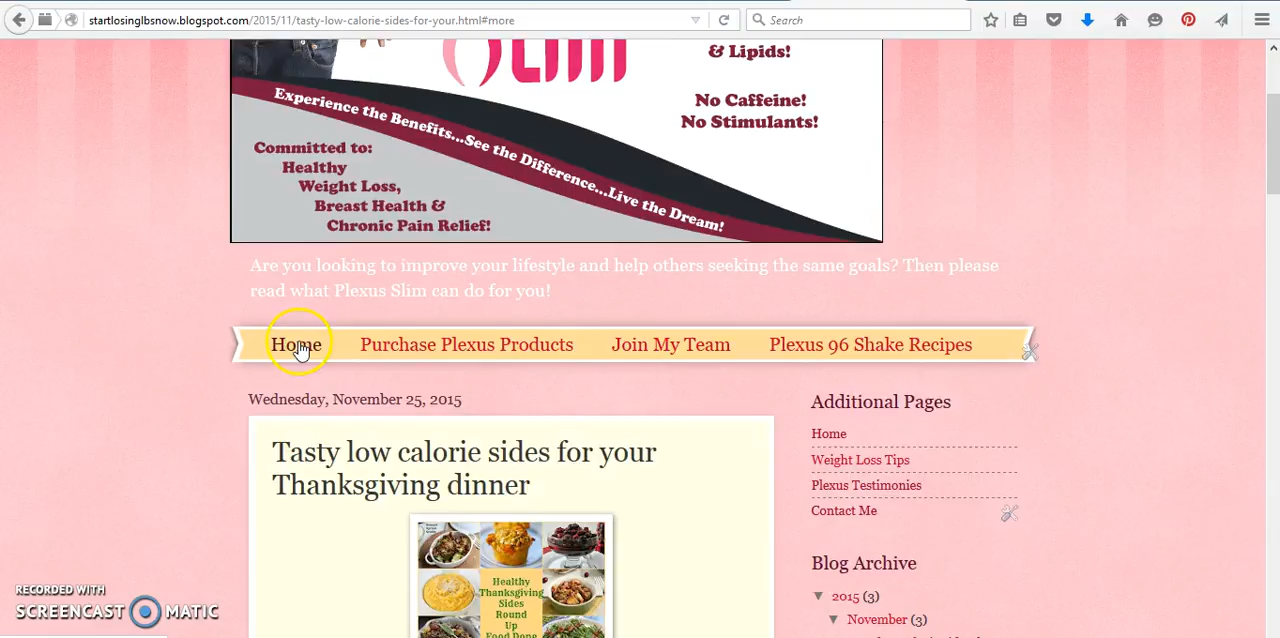 startlosinglbsnow.blogspot.com/2015/11/tasty-low-calorie-sides-for-your.html#more
Search
SLIM
& Lipids!
No Caffeine!
No Stimulants!
Experience the Benefits...See the Difference...Live the Dream!
Committed to:
Healthy
Weight Loss,
Breast Health &
Chronic Pain Relief!
Are you looking to improve your lifestyle and help others seeking the same goals? Then please
read what Plexus Slim can do for you!
Home
Purchase Plexus Products
Join My Team
Plexus 96 Shake Recipes
Wednesday, November 25, 2015
Tasty low calorie sides for your
Thanksgiving dinner
Healthy
Thanksgiving
Sides
Round
Up
Additional Pages
Home
Weight Loss Tips
Plexus Testimonies
Contact Me
Blog Archive
▼ 2015 (3)
▼ November (3)
RECORDED WITH
SCREENCAST MATIC